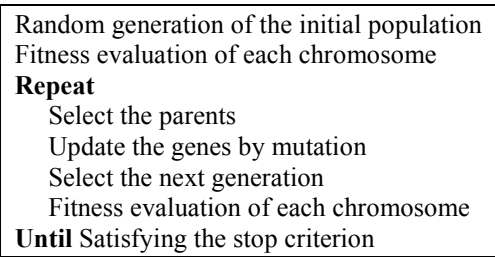 Random generation of the initial population
Fitness evaluation of each chromosome
Repeat
Select the parents
Update the genes by mutation
Select the next generation
Fitness evaluation of each chromosome
Until Satisfying the stop criterion